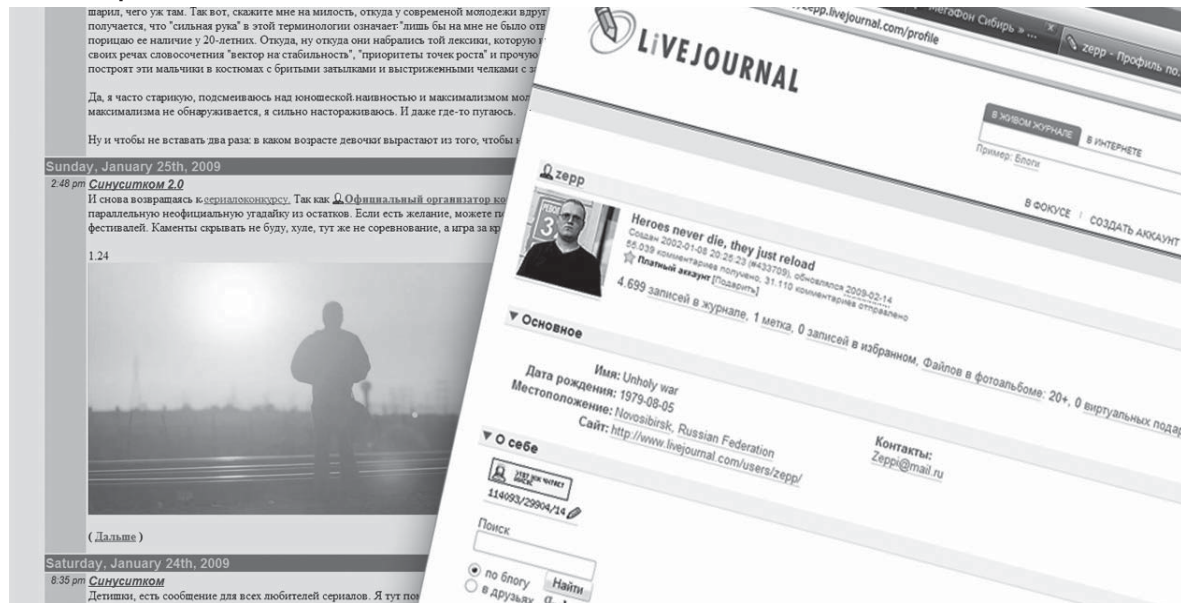 шарил, чего уж там. Так вот, скажите мне на милость, откуда у современой молодежи вдруг
получается, что "сильная рука" в этой терминологии означает "лишь бы на мне не было
порицаю ее наличие у 20-летних. Откуда, ну откуда они набрались той лексики, которую
своих речах словосочетния "вектор на стабильность", "приоритеты точек роста" и прочую
построят эти мальчики в костюмах с бритыми затылками и выстриженными челками с
Да, я часто старикую, подсмеиваюсь над юношеской наивностью и максимализмом
максимализма не обнаруживается, я сильно настораживаюсь. И даже где-то пугаюсь.
Ну и чтобы не вставать два раза: в каком возрасте девочки вырастают из того, чтобы
Sunday, January 25th, 2009
2:48 pm Синуситком 2.0
И снова возвращаясь к сериалоконкурсу. Так как Официальный организатор
параллельную неофициальную угадайку из остатков. Если есть желание, можете
фестивалей. Каменты скрывать не буду, хуле, тут же не соревнование, а игра за
1.24
( Дальше )
Saturday, January 24th, 2009
8:35 pm Синуситком
Детишки, есть сообщение для всех любителей сериалов. Я тут
zepp.livejournal.com/profile
МегаФон Сибирь » ...
zepp - Профиль по...
LiVEJOURNAL
В ЖИВОМ ЖУРНАЛЕ В ИНТЕРНЕТЕ
Пример: Блоги
В ФОКУСЕ | СОЗДАТЬ АККАУНТ
zepp
РЕВОТ
3
Heroes never die, they just reload
Создан 2002-01-08 20:25:23 (#433709), обновлялся 2009-02-14
55.039 комментариев получено, 31.110 комментариев отправлено
Платный аккаунт [Подарить]
4.699 записей в журнале, 1 метка, 0 записей в избранном, Файлов в фотоальбоме: 20+, 0 виртуальных
▼ Основное
Имя: Unholy war
Дата рождения: 1979-08-05
Местоположение: Novosibirsk, Russian Federation
Сайт: http://www.livejournal.com/users/zepp/
Контакты:
Zeppi@mail.ru
▼ О себе
ЭТОТ ЖЖ ЧИТАЕТ
114093/29904/14
Поиск
по блогу Найти
в друзьях